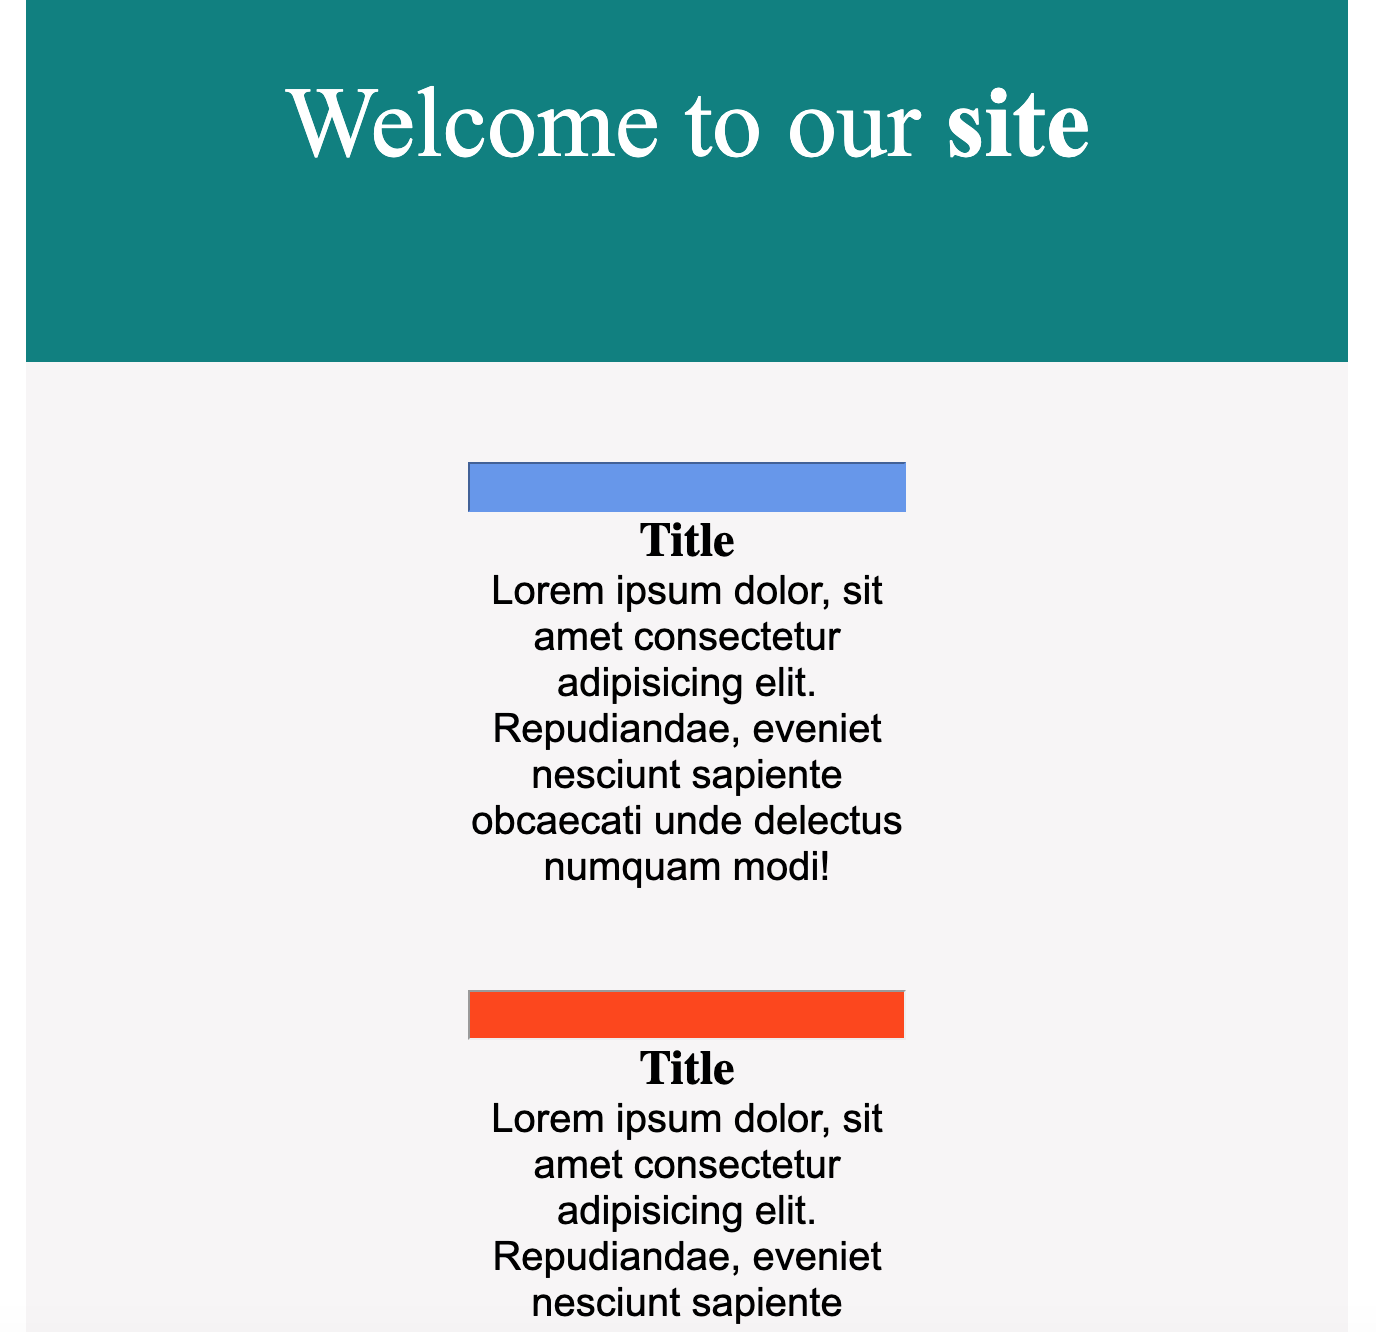 Welcome to our site
Title
Lorem ipsum dolor, sit
amet consectetur
adipisicing elit.
Repudiandae, eveniet
nesciunt sapiente
obcaecati unde delectus
numquam modi!
Title
Lorem ipsum dolor, sit
amet consectetur
adipisicing elit.
Repudiandae, eveniet
nesciunt sapiente